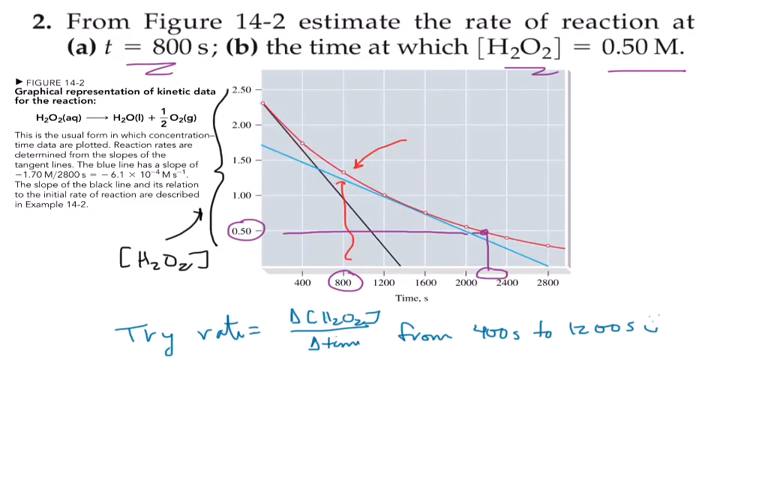 2. From Figure 14-2 estimate the rate of reaction at
(a) t = 800 s; (b) the time at which [H₂O₂] = 0.50 M.
▶ FIGURE 14-2
Graphical representation of kinetic data
for the reaction:
H₂O₂(aq) ⟶ H₂O(l) + 1/2 O₂(g)
This is the usual form in which concentration–
time data are plotted. Reaction rates are
determined from the slopes of the
tangent lines. The blue line has a slope of
−1.70 M/2800 s = −6.1 × 10⁻⁴ M s⁻¹.
The slope of the black line and its relation
to the initial rate of reaction are described
in Example 14-2.
[H₂O₂]
2.50
2.00
1.50
1.00
0.50
400 800 1200 1600 2000 2400 2800
Time, s
Try rate = Δ[H₂O₂]/Δtime from 400s to 1200s